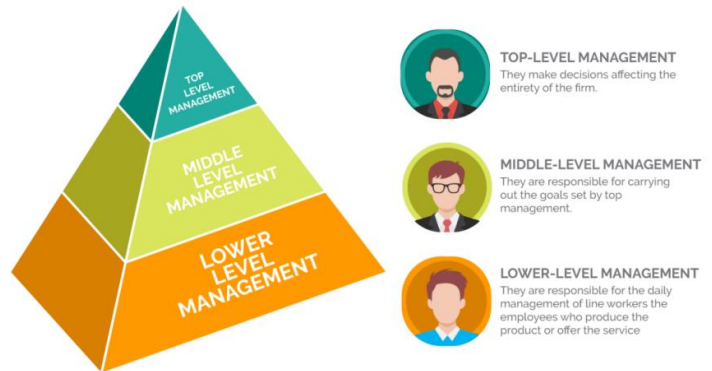 TOP
LEVEL
MANAGEMENT
MIDDLE
LEVEL
MANAGEMENT
LOWER
LEVEL
MANAGEMENT
TOP-LEVEL MANAGEMENT
They make decisions affecting the
entirety of the firm.
MIDDLE-LEVEL MANAGEMENT
They are responsible for carrying
out the goals set by top
management.
LOWER-LEVEL MANAGEMENT
They are responsible for the daily
management of line workers the
employees who produce the
product or offer the service